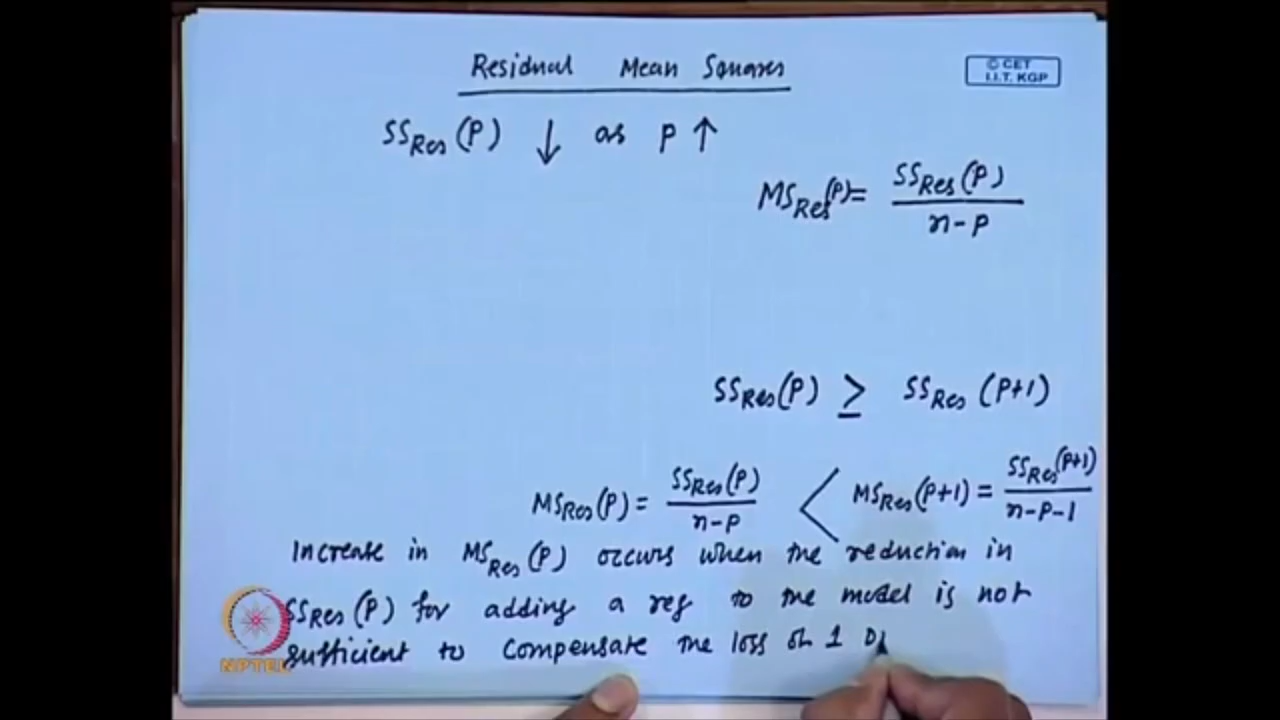 Residual Mean Squares
© CET
I.I.T. KGP
SSRes(P) ↓ as P ↑
MSRes(P) = SSRes(P) / n-P
SSRes(P) ≥ SSRes(P+1)
MSRes(P) = SSRes(P) / n-P < MSRes(P+1) = SSRes(P+1) / n-P-1
Increase in MSRes(P) occurs when the reduction in
SSRes(P) for adding a reg to the model is not
sufficient to compensate the loss of 1 D
NPTEL